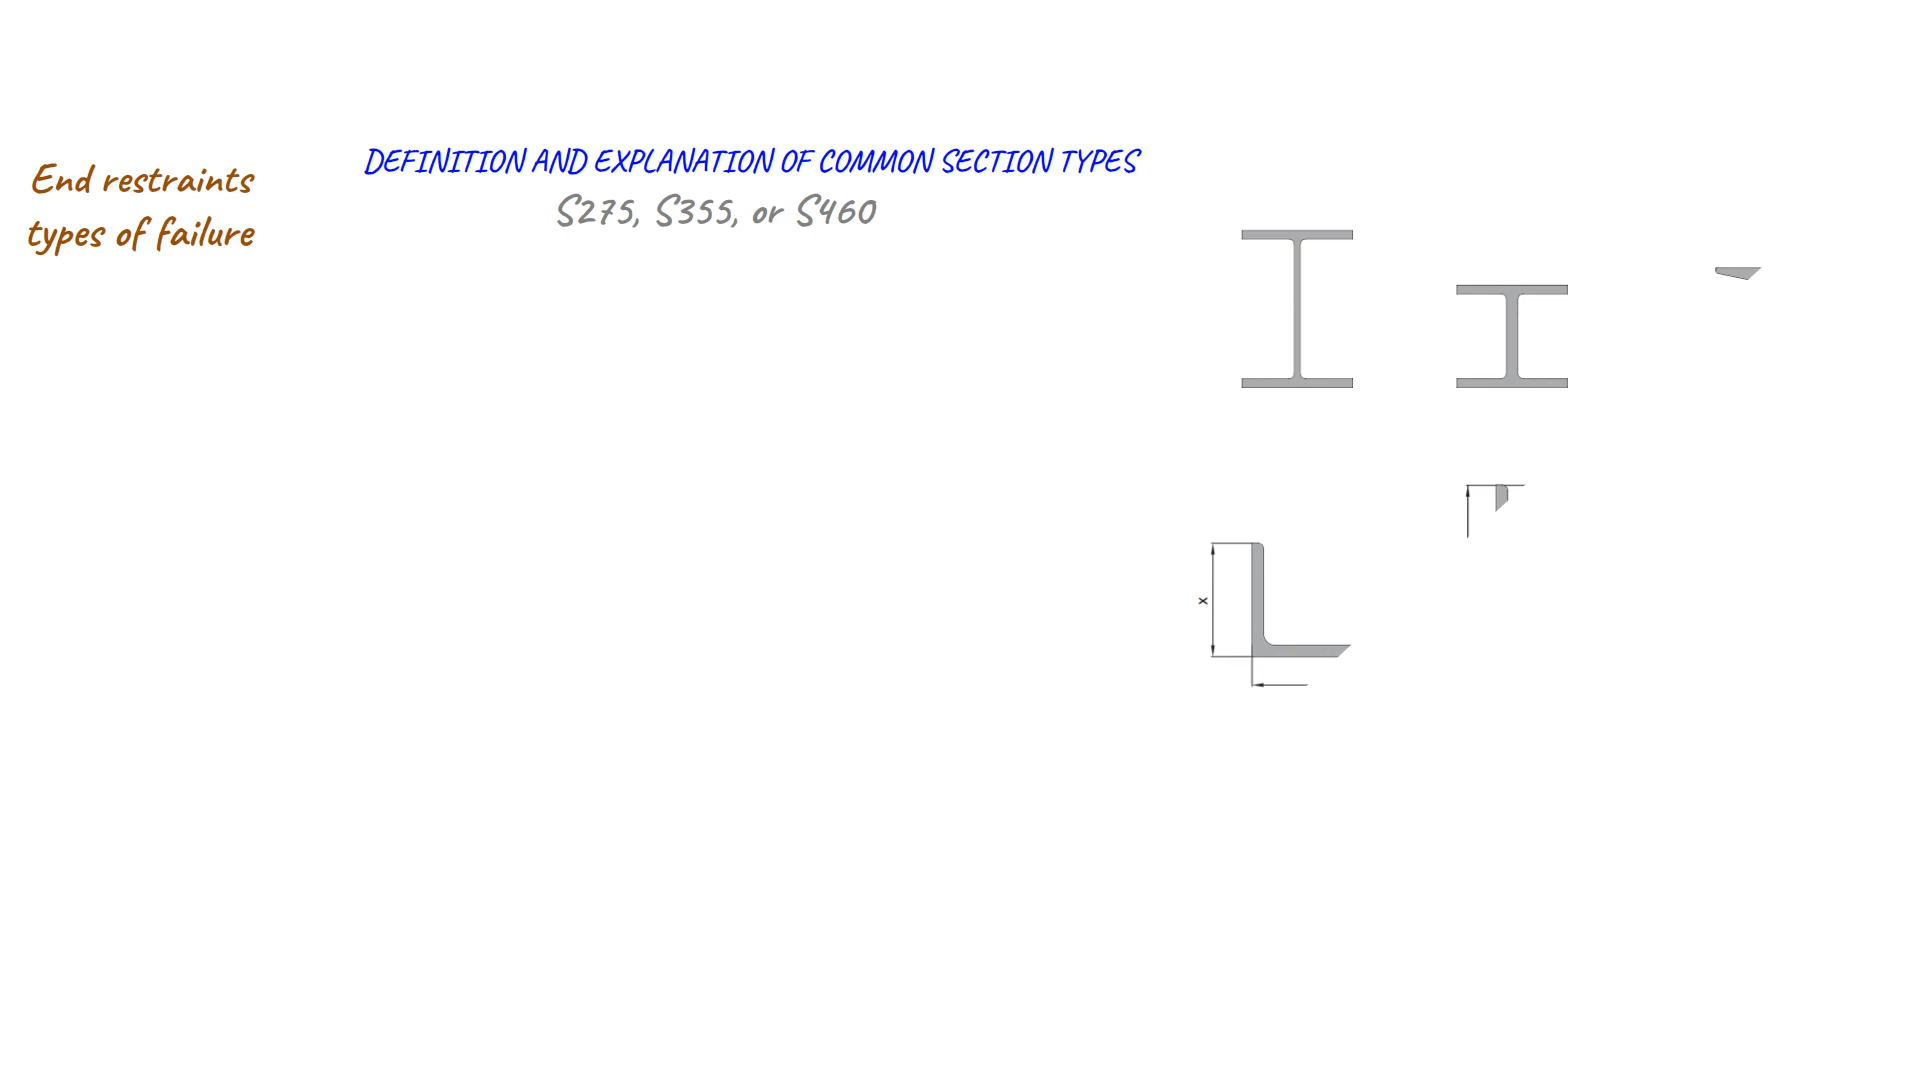 End restraints
types of failure
DEFINITION AND EXPLANATION OF COMMON SECTION TYPES
S275, S355, or S460
x